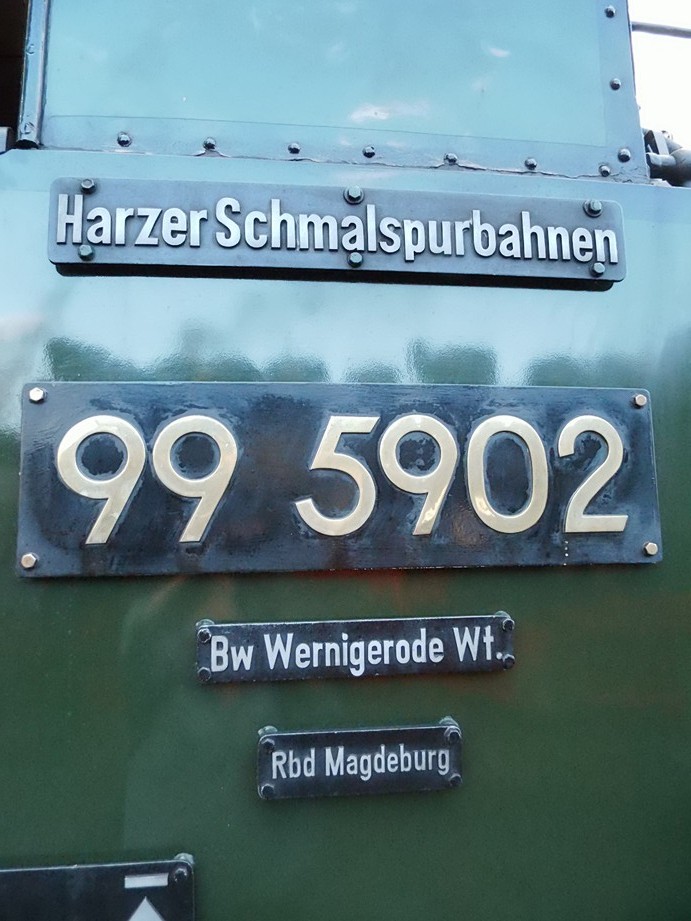 Harzer Schmalspurbahnen
99 5902
Bw Wernigerode Wt.
Rbd Magdeburg